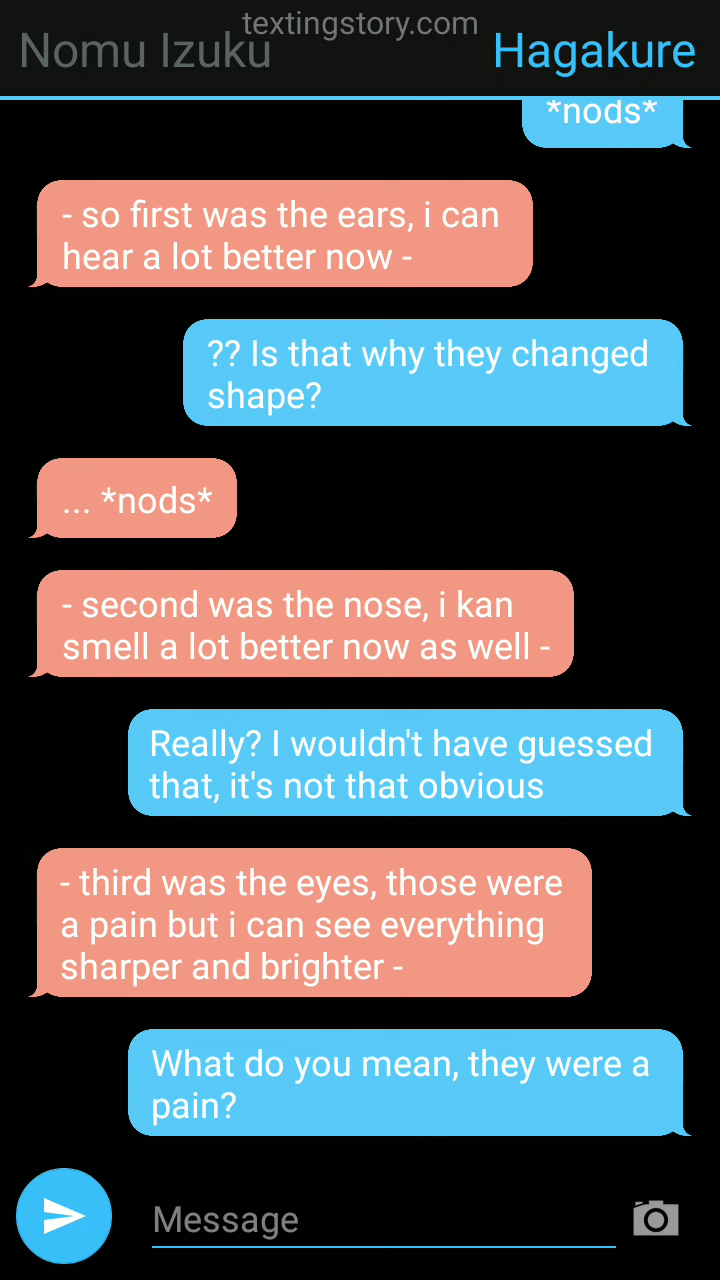 textingstory.com
Nomu Izuku
Hagakure
*nods*
- so first was the ears, i can
hear a lot better now -
?? Is that why they changed
shape?
... *nods*
- second was the nose, i kan
smell a lot better now as well -
Really? I wouldn't have guessed
that, it's not that obvious
- third was the eyes, those were
a pain but i can see everything
sharper and brighter -
What do you mean, they were a
pain?
Message